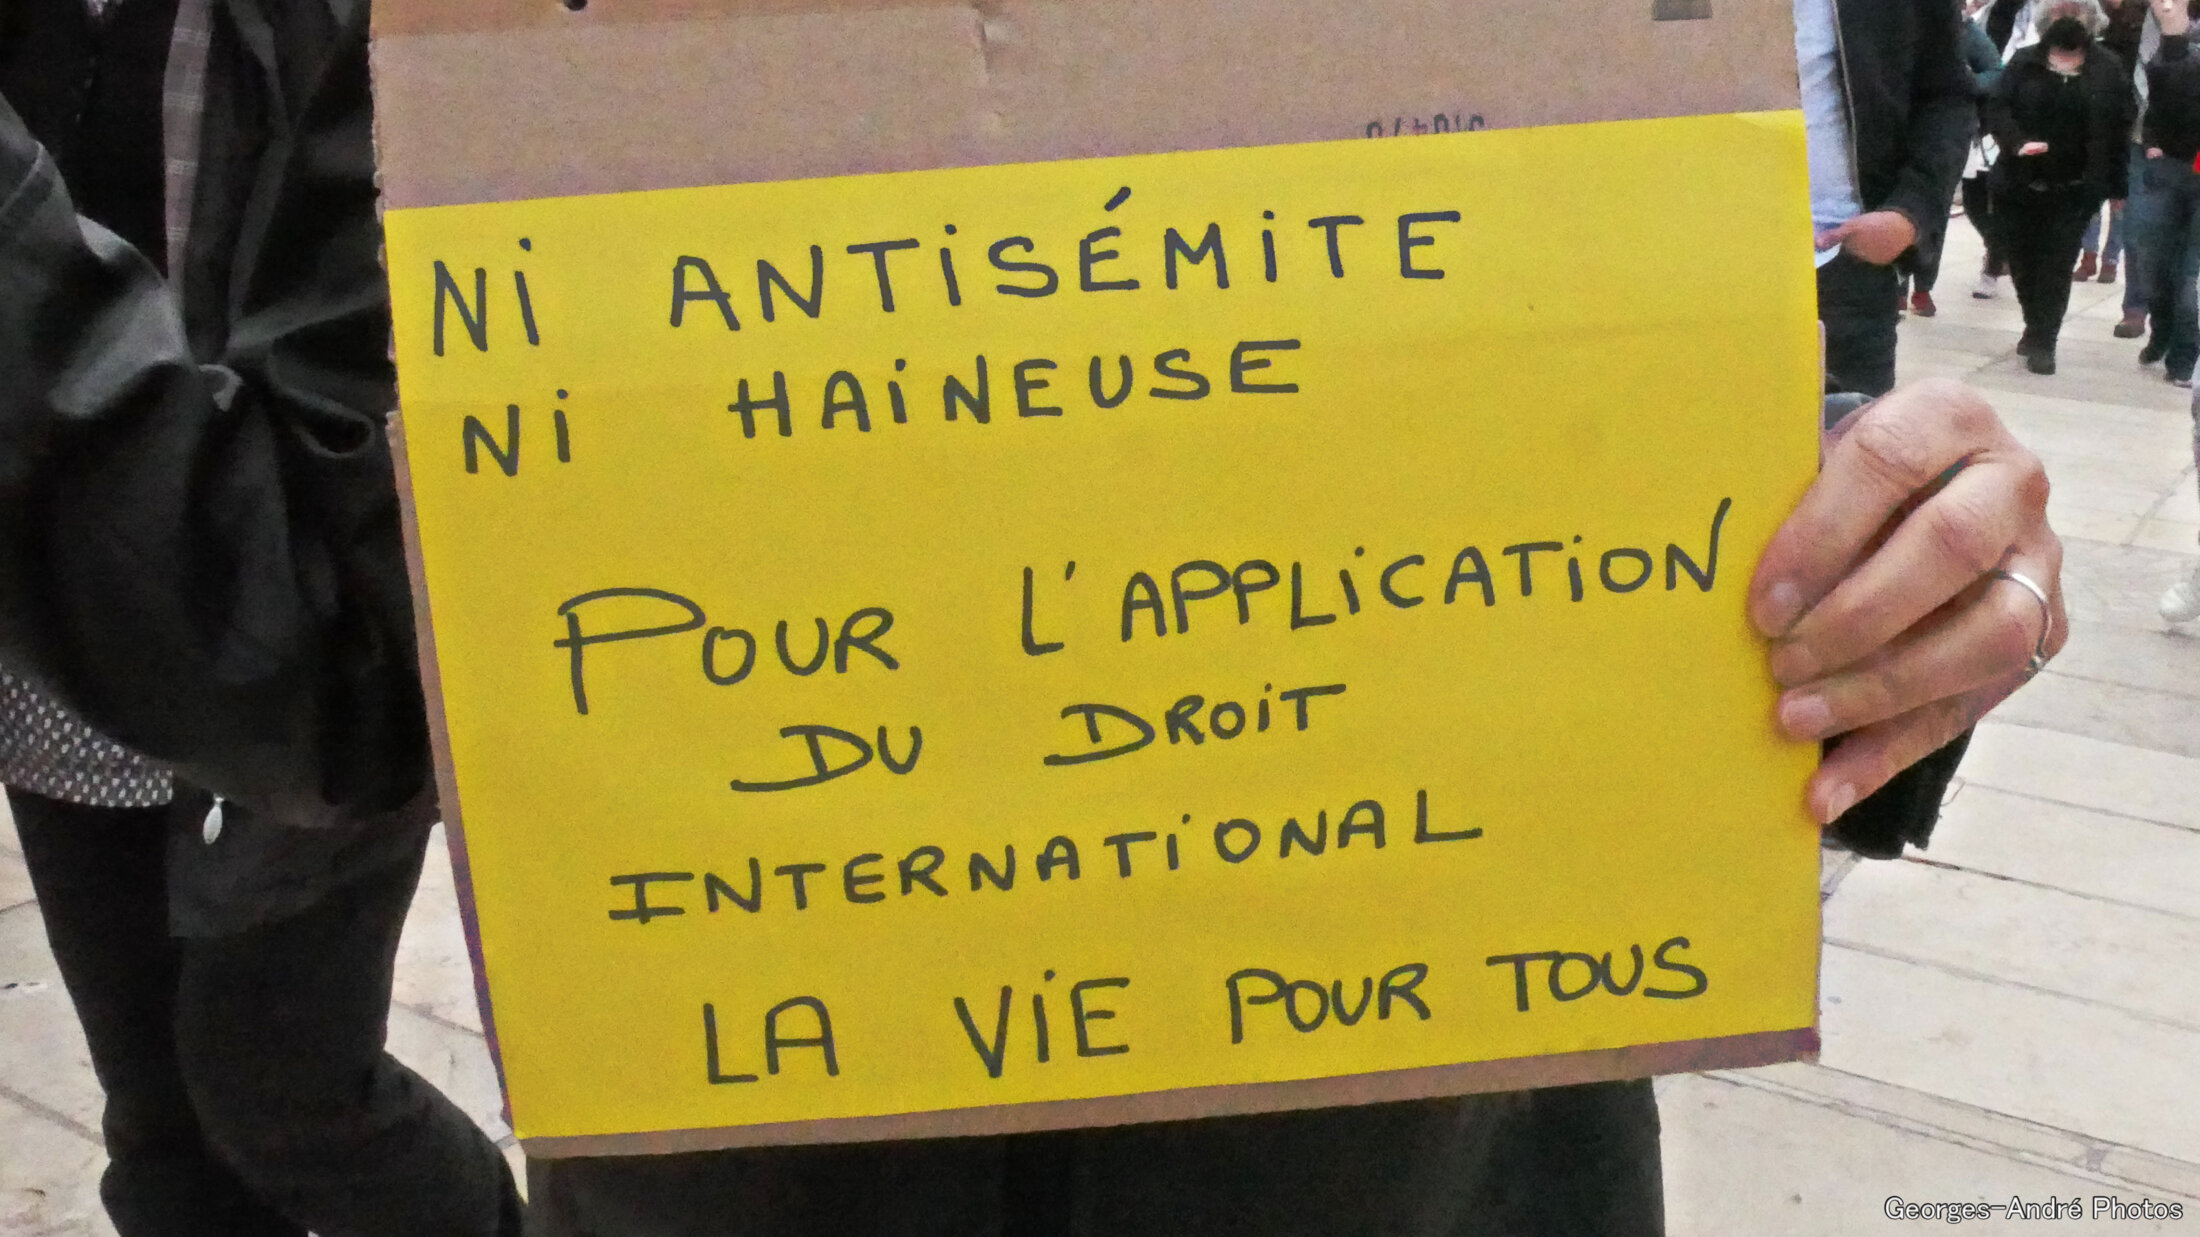 NI ANTISÉMITE
NI HAINEUSE
POUR L'APPLICATION
DU DROIT
INTERNATIONAL
LA VIE POUR TOUS
Georges-André Photos